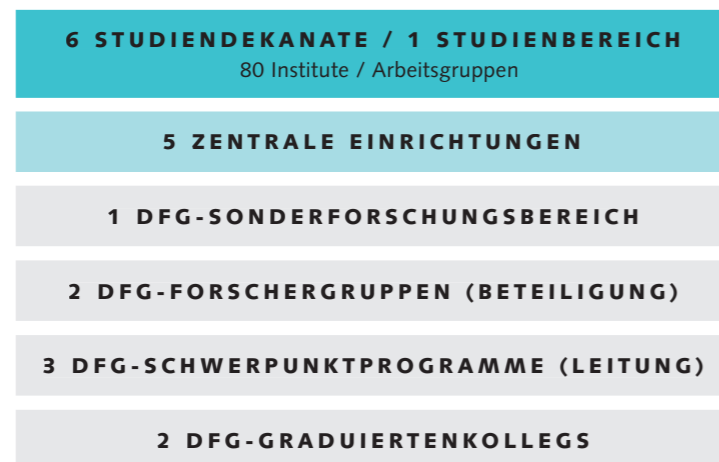 6 STUDIENDEKANATE / 1 STUDIENBEREICH
80 Institute / Arbeitsgruppen
5 ZENTRALE EINRICHTUNGEN
1 DFG-SONDERFORSCHUNGSBEREICH
2 DFG-FORSCHERGRUPPEN (BETEILIGUNG)
3 DFG-SCHWERPUNKTPROGRAMME (LEITUNG)
2 DFG-GRADUIERTENKOLLEGS